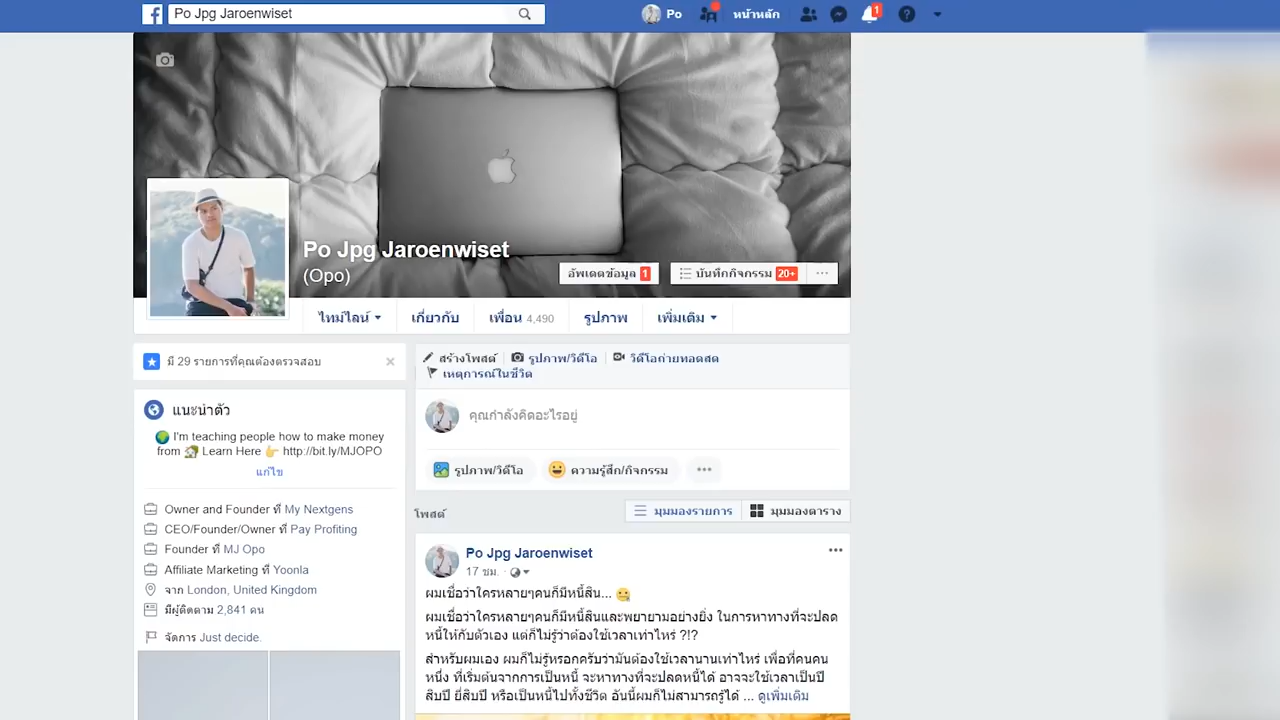 Po Jpg Jaroenwiset
Po
หน้าหลัก
1
Po Jpg Jaroenwiset
(Opo)
อัพเดตข้อมูล 1
บันทึกกิจกรรม 20+
ไทม์ไลน์
เกี่ยวกับ
เพื่อน 4,490
รูปภาพ
เพิ่มเติม
มี 29 รายการที่คุณต้องตรวจสอบ
แนะนำตัว
I'm teaching people how to make money
from Learn Here 👉 http://bit.ly/MJOPO
แก้ไข
Owner and Founder ที่ My Nextgens
CEO/Founder/Owner ที่ Pay Profiting
Founder ที่ MJ Opo
Affiliate Marketing ที่ Yoonla
จาก London, United Kingdom
มีผู้ติดตาม 2,841 คน
จัดการ Just decide.
สร้างโพสต์
รูปภาพ/วิดีโอ
วิดีโอถ่ายทอดสด
เหตุการณ์ในชีวิต
คุณกำลังคิดอะไรอยู่
รูปภาพ/วิดีโอ
ความรู้สึก/กิจกรรม
โพสต์
มุมมองรายการ
มุมมองตาราง
Po Jpg Jaroenwiset
17 ชม.
ผมเชื่อว่าใครหลายๆคนก็มีหนี้สิน... 🤐
ผมเชื่อว่าใครหลายๆคนก็มีหนี้สินและพยายามอย่างยิ่ง ในการหาทางที่จะปลด
หนี้ให้กับตัวเอง แต่ก็ไม่รู้ว่าต้องใช้เวลาเท่าไหร่ ?!?
สำหรับผมเอง ผมก็ไม่รู้หรอกครับว่ามันต้องใช้เวลานานเท่าไหร่ เพื่อที่คนคน
หนึ่ง ที่เริ่มต้นจากการเป็นหนี้ จะหาทางที่จะปลดหนี้ได้ อาจจะใช้เวลาเป็นปี
สิบปี ยี่สิบปี หรือเป็นหนี้ไปทั้งชีวิต อันนี้ผมก็ไม่สามารถรู้ได้ ... ดูเพิ่มเติม